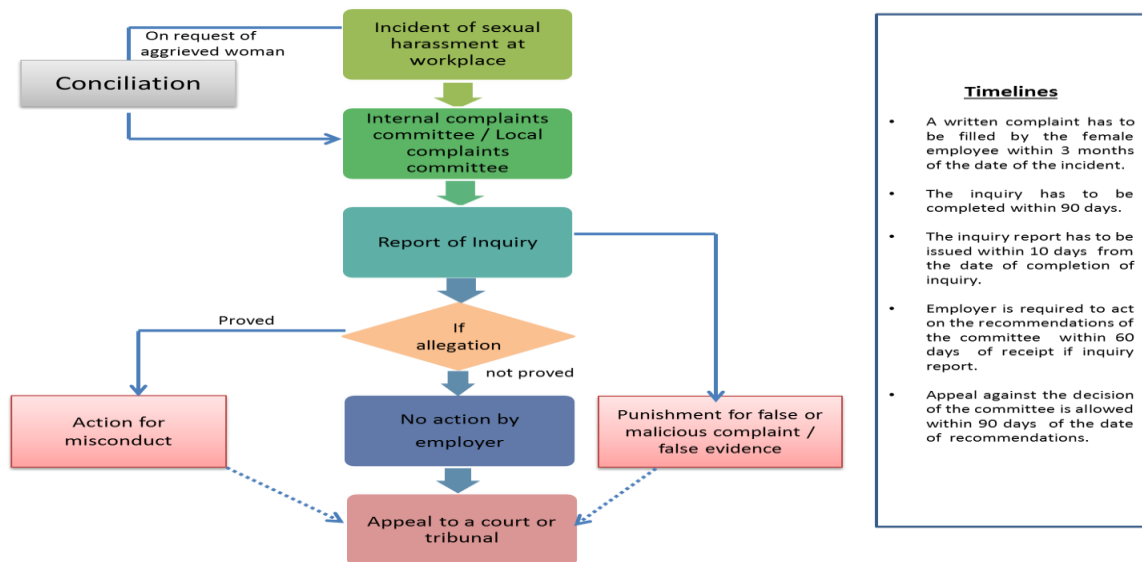 On request of
aggrieved woman
Conciliation
Incident of sexual
harassment at
workplace
Internal complaints
committee / Local
complaints
committee
Report of Inquiry
Proved
If
allegation
not proved
Action for
misconduct
No action by
employer
Punishment for false or
malicious complaint /
false evidence
Appeal to a court or
tribunal
Timelines
• A written complaint has to
be filled by the female
employee within 3 months
of the date of the incident.
• The inquiry has to be
completed within 90 days.
• The inquiry report has to be
issued within 10 days from
the date of completion of
inquiry.
• Employer is required to act
on the recommendations of
the committee within 60
days of receipt if inquiry
report.
• Appeal against the decision
of the committee is allowed
within 90 days of the date
of recommendations.